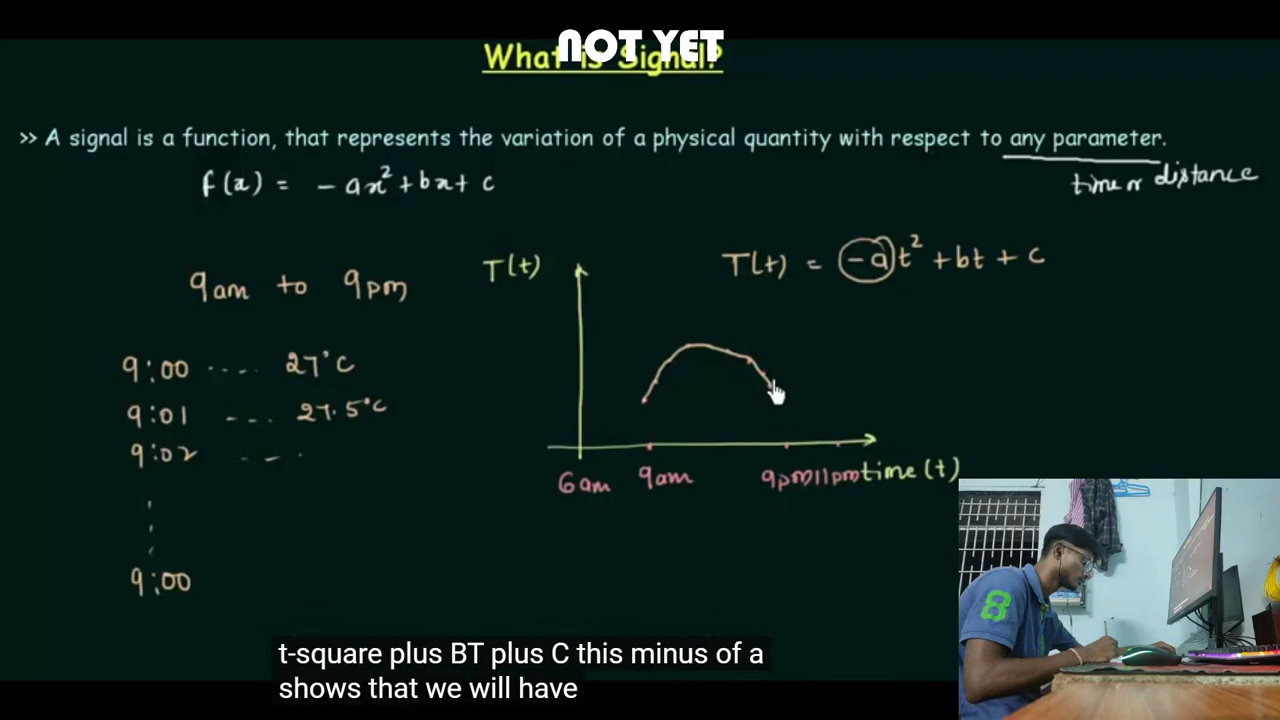 NOT YET
What is Signal?
>> A signal is a function, that represents the variation of a physical quantity with respect to any parameter.
f(x) = -ax² + bx + c
time or distance
T(t) = -at² + bt + c
9am to 9pm
T(t)
9:00 .... 27°C
9:01 --- 27.5°C
9:02 ---.
9:00
6am 9am 9pm 11pm time (t)
8
t-square plus BT plus C this minus of a
shows that we will have